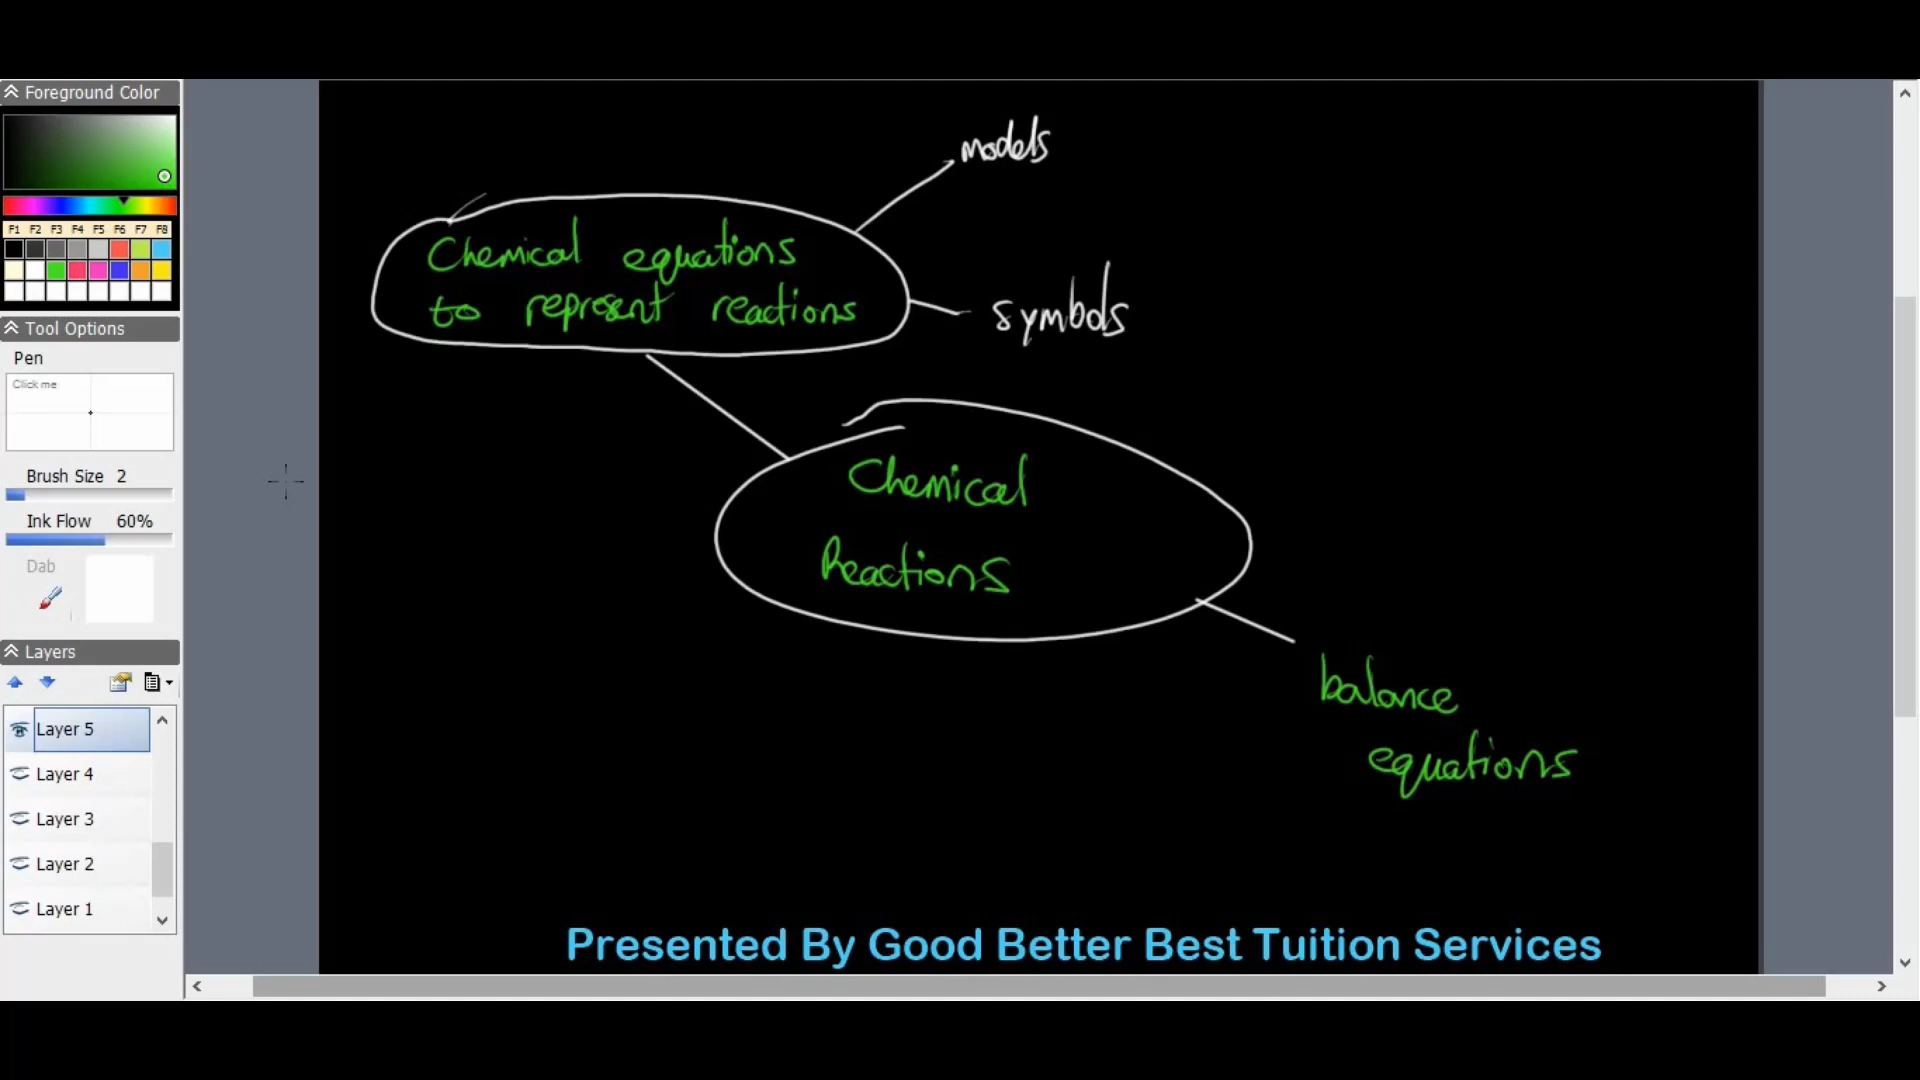 Foreground Color
F1 F2 F3 F4 F5 F6 F7 F8
Tool Options
Pen
Click me
Brush Size 2
Ink Flow 60%
Dab
Layers
Layer 5
Layer 4
Layer 3
Layer 2
Layer 1
models
Chemical equations
to represent reactions
symbols
Chemical
Reactions
balance
equations
Presented By Good Better Best Tuition Services